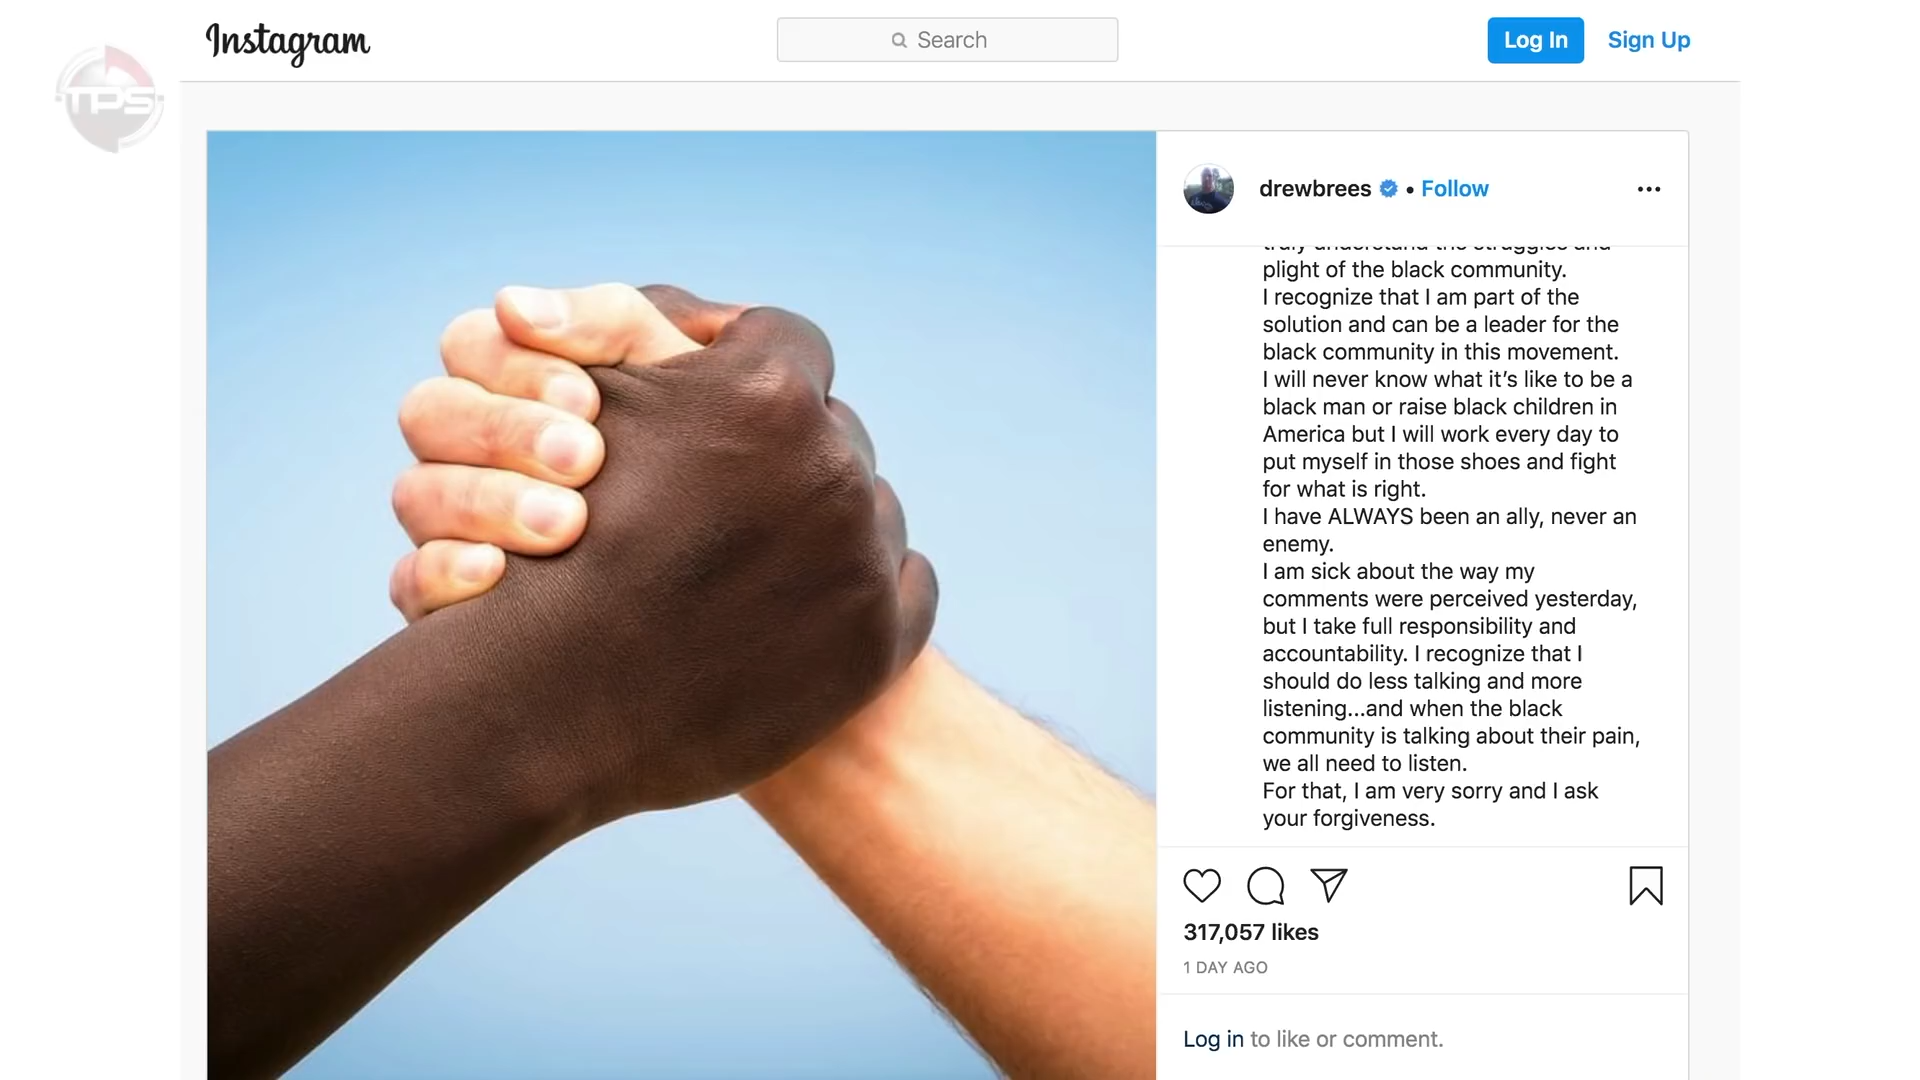 Instagram
Search
Log In
Sign Up
TPS
drewbrees • Follow
truly understand the struggles and
plight of the black community.
I recognize that I am part of the
solution and can be a leader for the
black community in this movement.
I will never know what it’s like to be a
black man or raise black children in
America but I will work every day to
put myself in those shoes and fight
for what is right.
I have ALWAYS been an ally, never an
enemy.
I am sick about the way my
comments were perceived yesterday,
but I take full responsibility and
accountability. I recognize that I
should do less talking and more
listening...and when the black
community is talking about their pain,
we all need to listen.
For that, I am very sorry and I ask
your forgiveness.
317,057 likes
1 DAY AGO
Log in to like or comment.